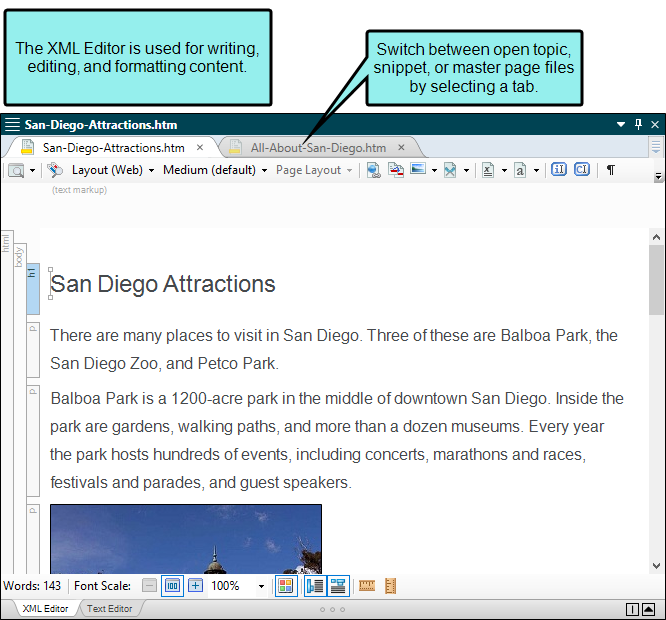 The XML Editor is used for writing,
editing, and formatting content.
Switch between open topic,
snippet, or master page files
by selecting a tab.
San-Diego-Attractions.htm
San-Diego-Attractions.htm
All-About-San-Diego.htm
Layout (Web) Medium (default) Page Layout
(text markup)
html
body
h1
San Diego Attractions
p
There are many places to visit in San Diego. Three of these are Balboa Park, the
San Diego Zoo, and Petco Park.
p
Balboa Park is a 1200-acre park in the middle of downtown San Diego. Inside the
park are gardens, walking paths, and more than a dozen museums. Every year
the park hosts hundreds of events, including concerts, marathons and races,
festivals and parades, and guest speakers.
p
Words: 143 Font Scale: 100 100%
XML Editor Text Editor